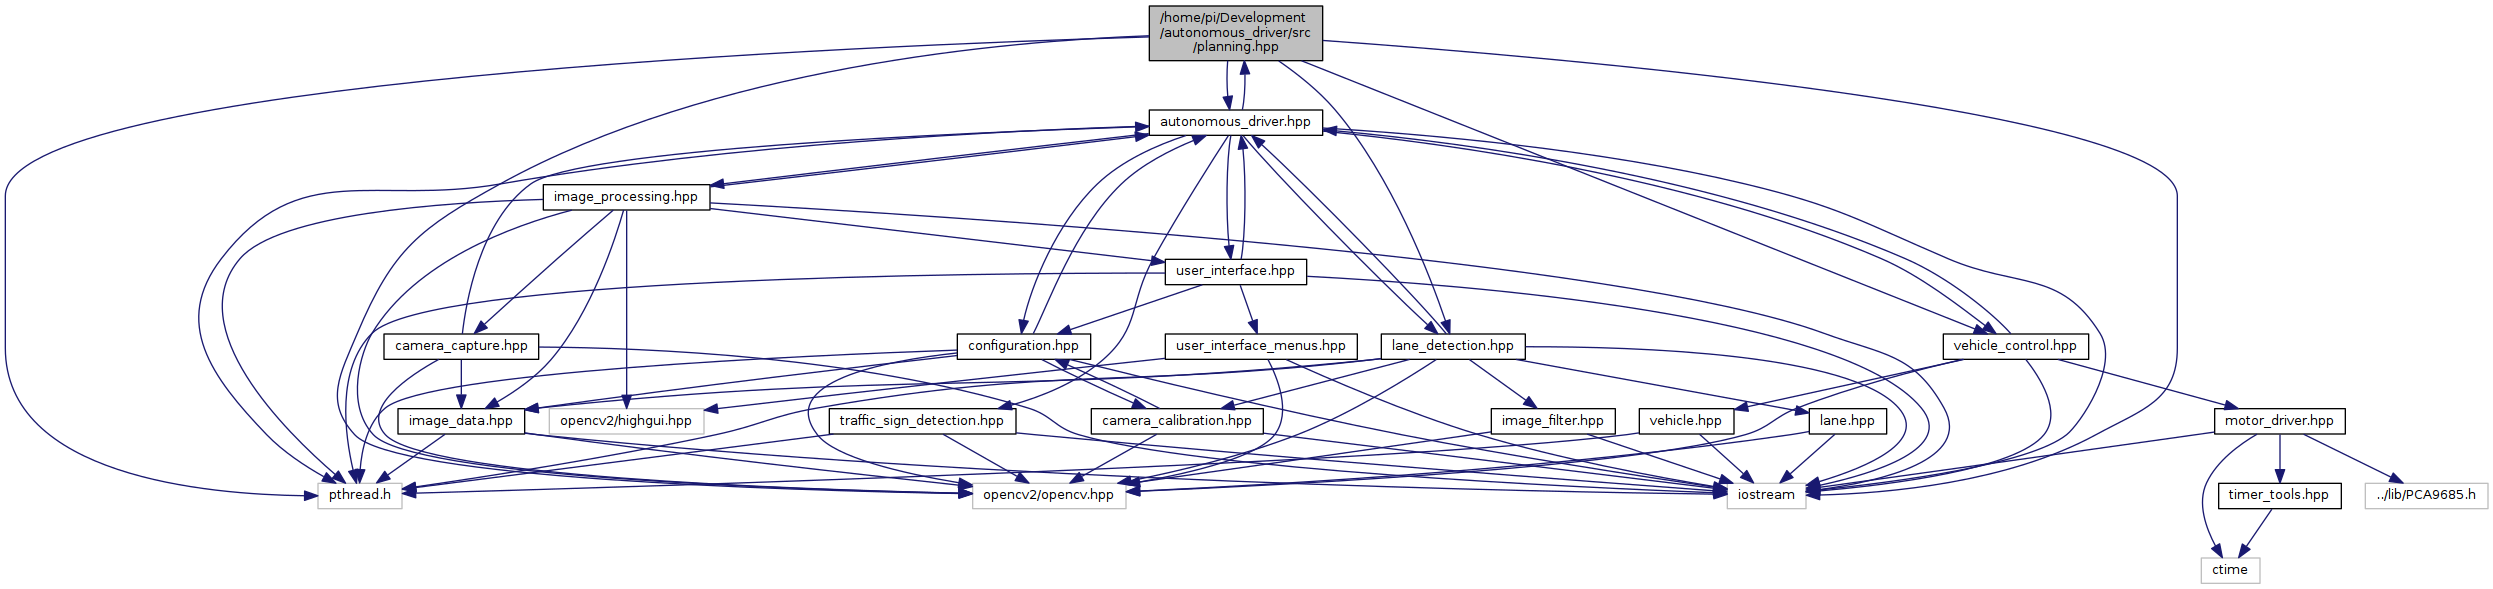 /home/pi/Development
/autonomous_driver/src
/planning.hpp
autonomous_driver.hpp
image_processing.hpp
user_interface.hpp
camera_capture.hpp
configuration.hpp
user_interface_menus.hpp
lane_detection.hpp
vehicle_control.hpp
image_data.hpp
opencv2/highgui.hpp
traffic_sign_detection.hpp
camera_calibration.hpp
image_filter.hpp
vehicle.hpp
lane.hpp
motor_driver.hpp
pthread.h
opencv2/opencv.hpp
iostream
timer_tools.hpp
../lib/PCA9685.h
ctime